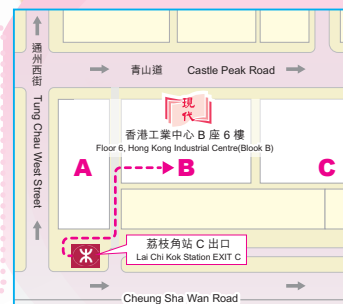 通州西街 Tung Chau West Street
青山道 Castle Peak Road
現代
香港工業中心 B 座 6 樓
Floor 6, Hong Kong Industrial Centre(Blook B)
A
B
C
荔枝角站 C 出口
Lai Chi Kok Station EXIT C
Cheung Sha Wan Road